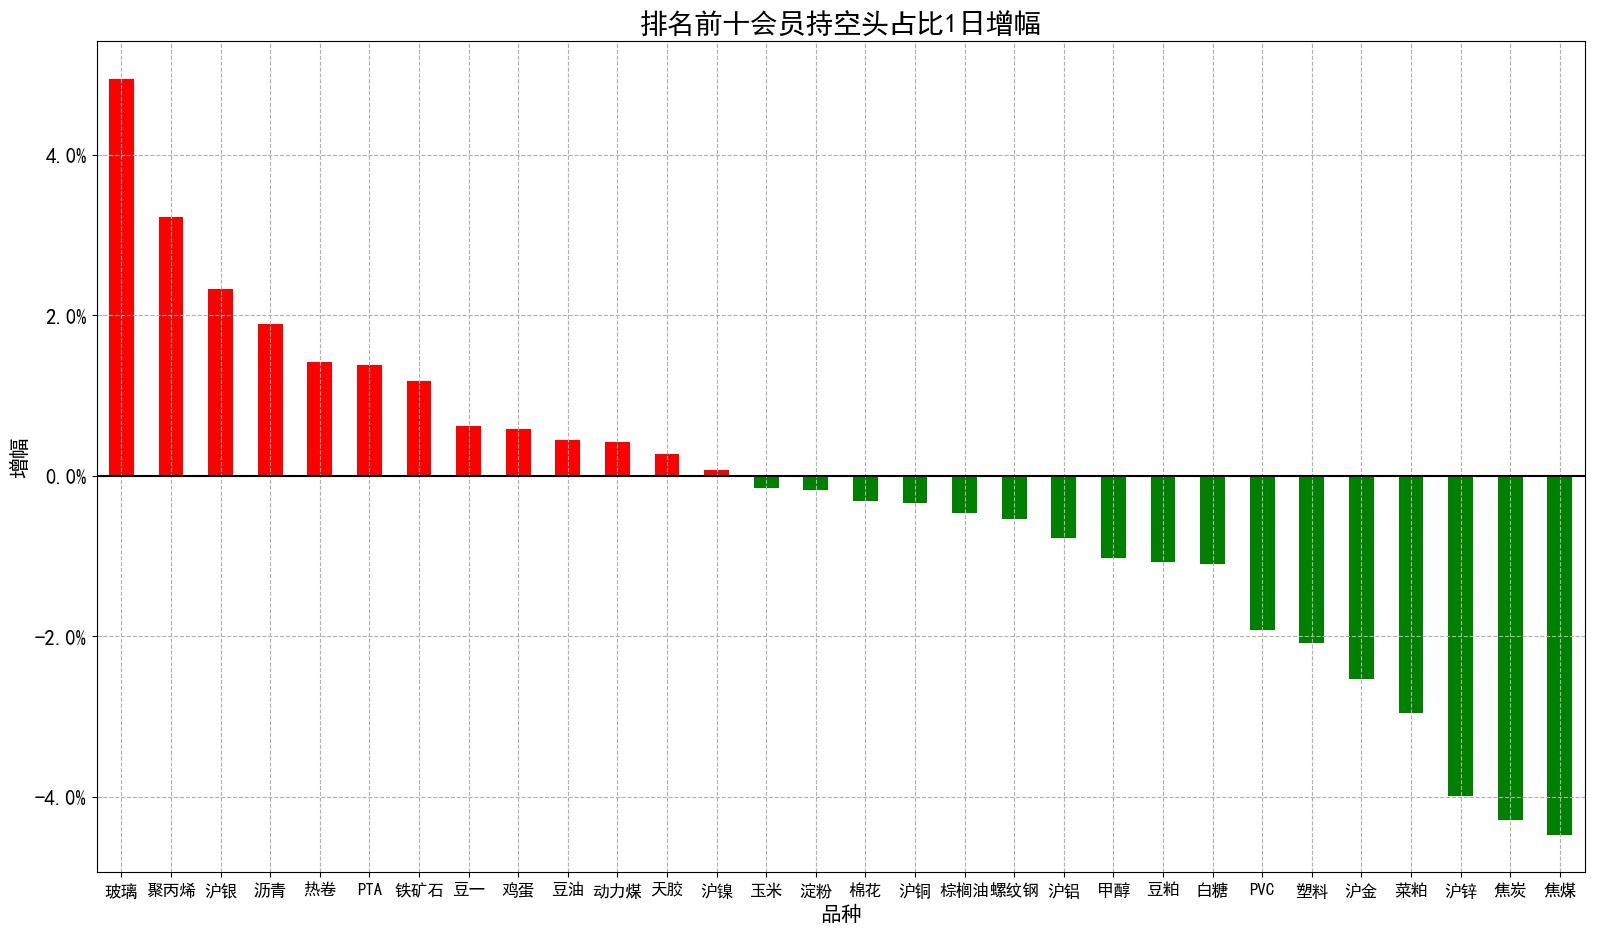 排名前十会员持空头占比1日增幅
4.0%
2.0%
0.0%
−2.0%
−4.0%
增幅
玻璃 聚丙烯 沪银 沥青 热卷 PTA 铁矿石 豆一 鸡蛋 豆油 动力煤 天胶 沪镍 玉米 淀粉 棉花 沪铜 棕榈油 螺纹钢 沪铝 甲醇 豆粕 白糖 PVC 塑料 沪金 菜粕 沪锌 焦炭 焦煤
品种